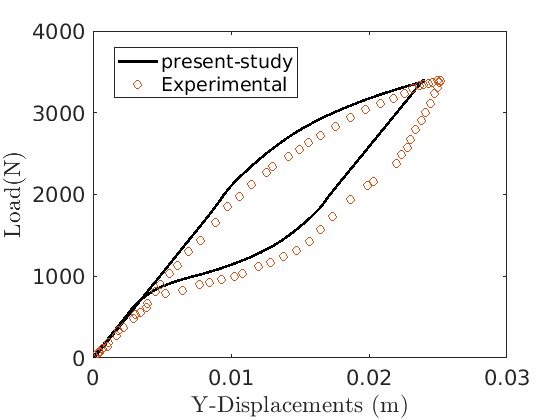 4000
3000
2000
1000
0
Load(N)
present-study
Experimental
0 0.01 0.02 0.03
Y-Displacements (m)